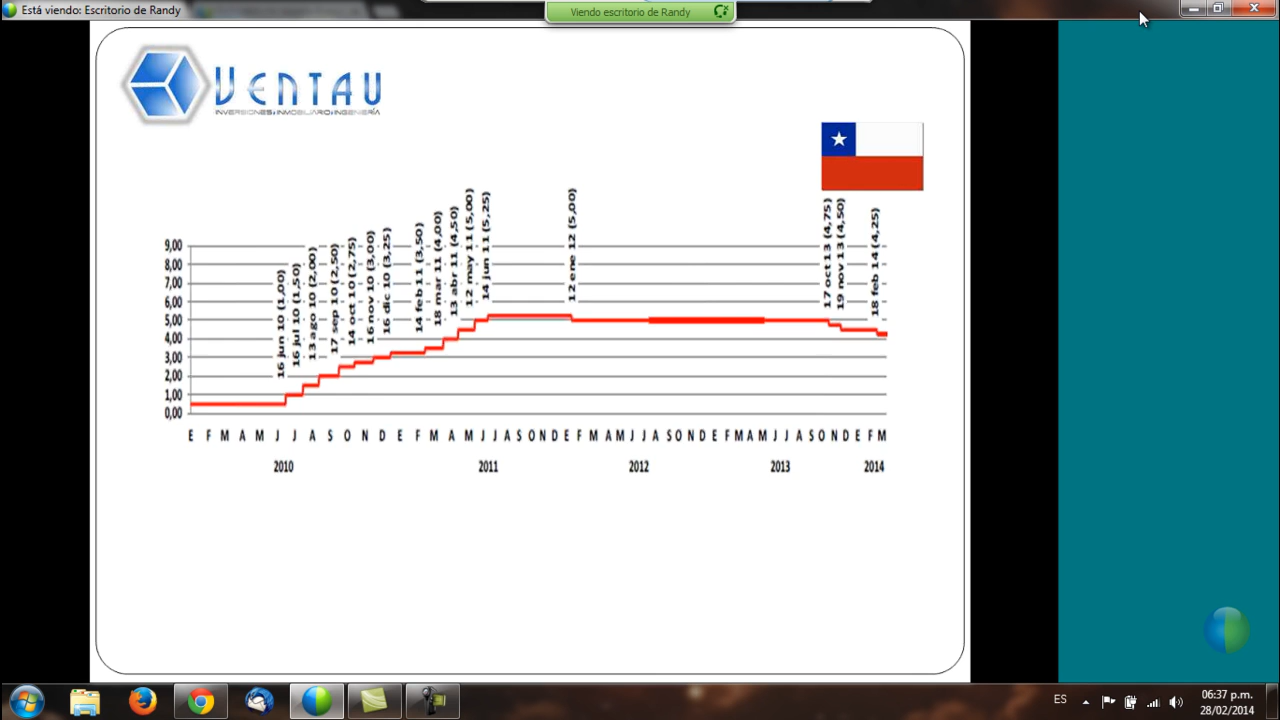 Está viendo: Escritorio de Randy
Viendo escritorio de Randy
VENTAU
INVERSIONES:INMOBILIARIO:INGENIERÍA
16 jun 10 (1,00)
16 jul 10 (1,50)
13 ago 10 (2,00)
17 sep 10 (2,50)
14 oct 10 (2,75)
16 nov 10 (3,00)
16 dic 10 (3,25)
14 feb 11 (3,50)
18 mar 11 (4,00)
13 abr 11 (4,50)
12 may 11 (5,00)
14 jun 11 (5,25)
12 ene 12 (5,00)
17 oct 13 (4,75)
19 nov 13 (4,50)
18 feb 14 (4,25)
9,00
8,00
7,00
6,00
5,00
4,00
3,00
2,00
1,00
0,00
E F M A M J J A S O N D E F M A M J J A S O N D E F M A M J J A S O N D E F M A M J J A S O N D E F M
2010 2011 2012 2013 2014
ES
06:37 p.m.
28/02/2014